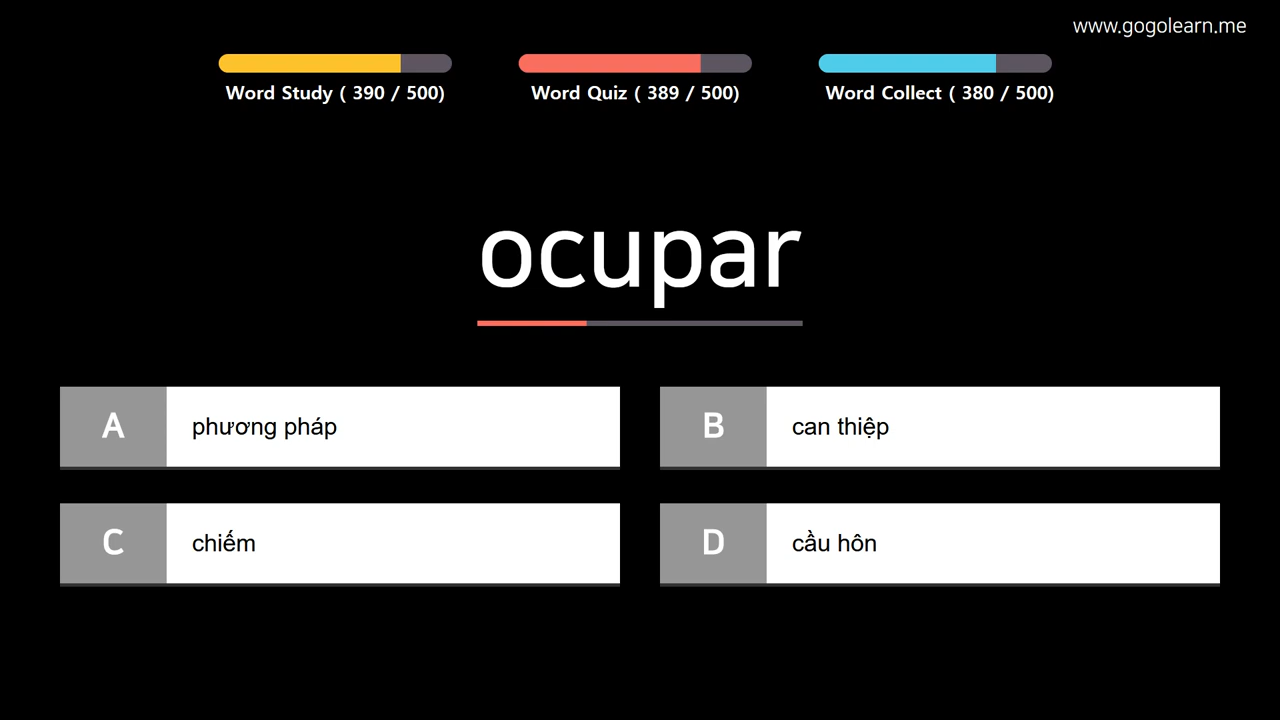 www.gogolearn.me
Word Study ( 390 / 500)
Word Quiz ( 389 / 500)
Word Collect ( 380 / 500)
ocupar
A
phương pháp
B
can thiệp
C
chiếm
D
cầu hôn